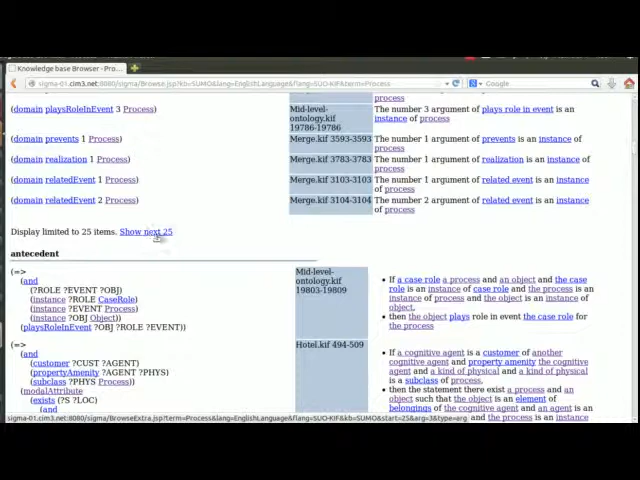 Knowledge base Browser - Pro...
sigma-01.cim3.net:8080/sigma/Browse.jsp?kb=SUMO&lang=EnglishLanguage&flang=SUO-KIF&term=Process
Google
process
(domain playsRoleInEvent 3 Process)
Mid-level-
ontology.kif
19786-19786
The number 3 argument of plays role in event is an
instance of process
(domain prevents 1 Process)
Merge.kif 3593-3593
The number 1 argument of prevents is an instance of
process
(domain realization 1 Process)
Merge.kif 3783-3783
The number 1 argument of realization is an instance of
process
(domain relatedEvent 1 Process)
Merge.kif 3103-3103
The number 1 argument of related event is an instance
of process
(domain relatedEvent 2 Process)
Merge.kif 3104-3104
The number 2 argument of related event is an instance
of process
Display limited to 25 items. Show next 25
antecedent
(=>
(and
(?ROLE ?EVENT ?OBJ)
(instance ?ROLE CaseRole)
(instance ?EVENT Process)
(instance ?OBJ Object))
(playsRoleInEvent ?OBJ ?ROLE ?EVENT))
Mid-level-
ontology.kif
19803-19809
If a case role a process and an object and the case
role is an instance of case role and the process is an
instance of process and the object is an instance of
object,
then the object plays role in event the case role for
the process
(=>
(and
(customer ?CUST ?AGENT)
(propertyAmenity ?AGENT ?PHYS)
(subclass ?PHYS Process))
(modalAttribute
(exists (?S ?LOC)
(and
Hotel.kif 494-509
If a cognitive agent is a customer of another
cognitive agent and property amenity the cognitive
agent and a kind of physical and a kind of physical
is a subclass of process,
then the statement there exist a process and an
object such that the object is an element of
belongings of the cognitive agent and an agent is
sigma-01.cim3.net:8080/sigma/BrowseExtra.jsp?term=Process&lang=EnglishLanguage&flang=SUO-KIF&kb=SUMO&start=25&arg=3&type=arg